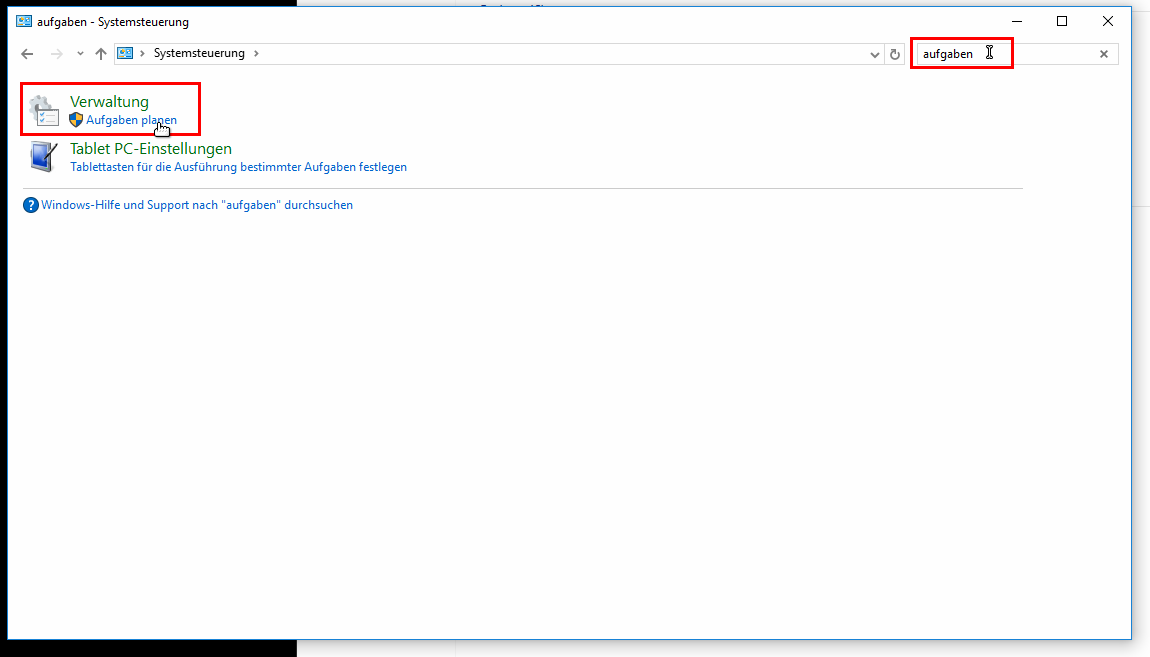 aufgaben - Systemsteuerung
Systemsteuerung
aufgaben
Verwaltung
Aufgaben planen
Tablet PC-Einstellungen
Tablettasten für die Ausführung bestimmter Aufgaben festlegen
Windows-Hilfe und Support nach "aufgaben" durchsuchen